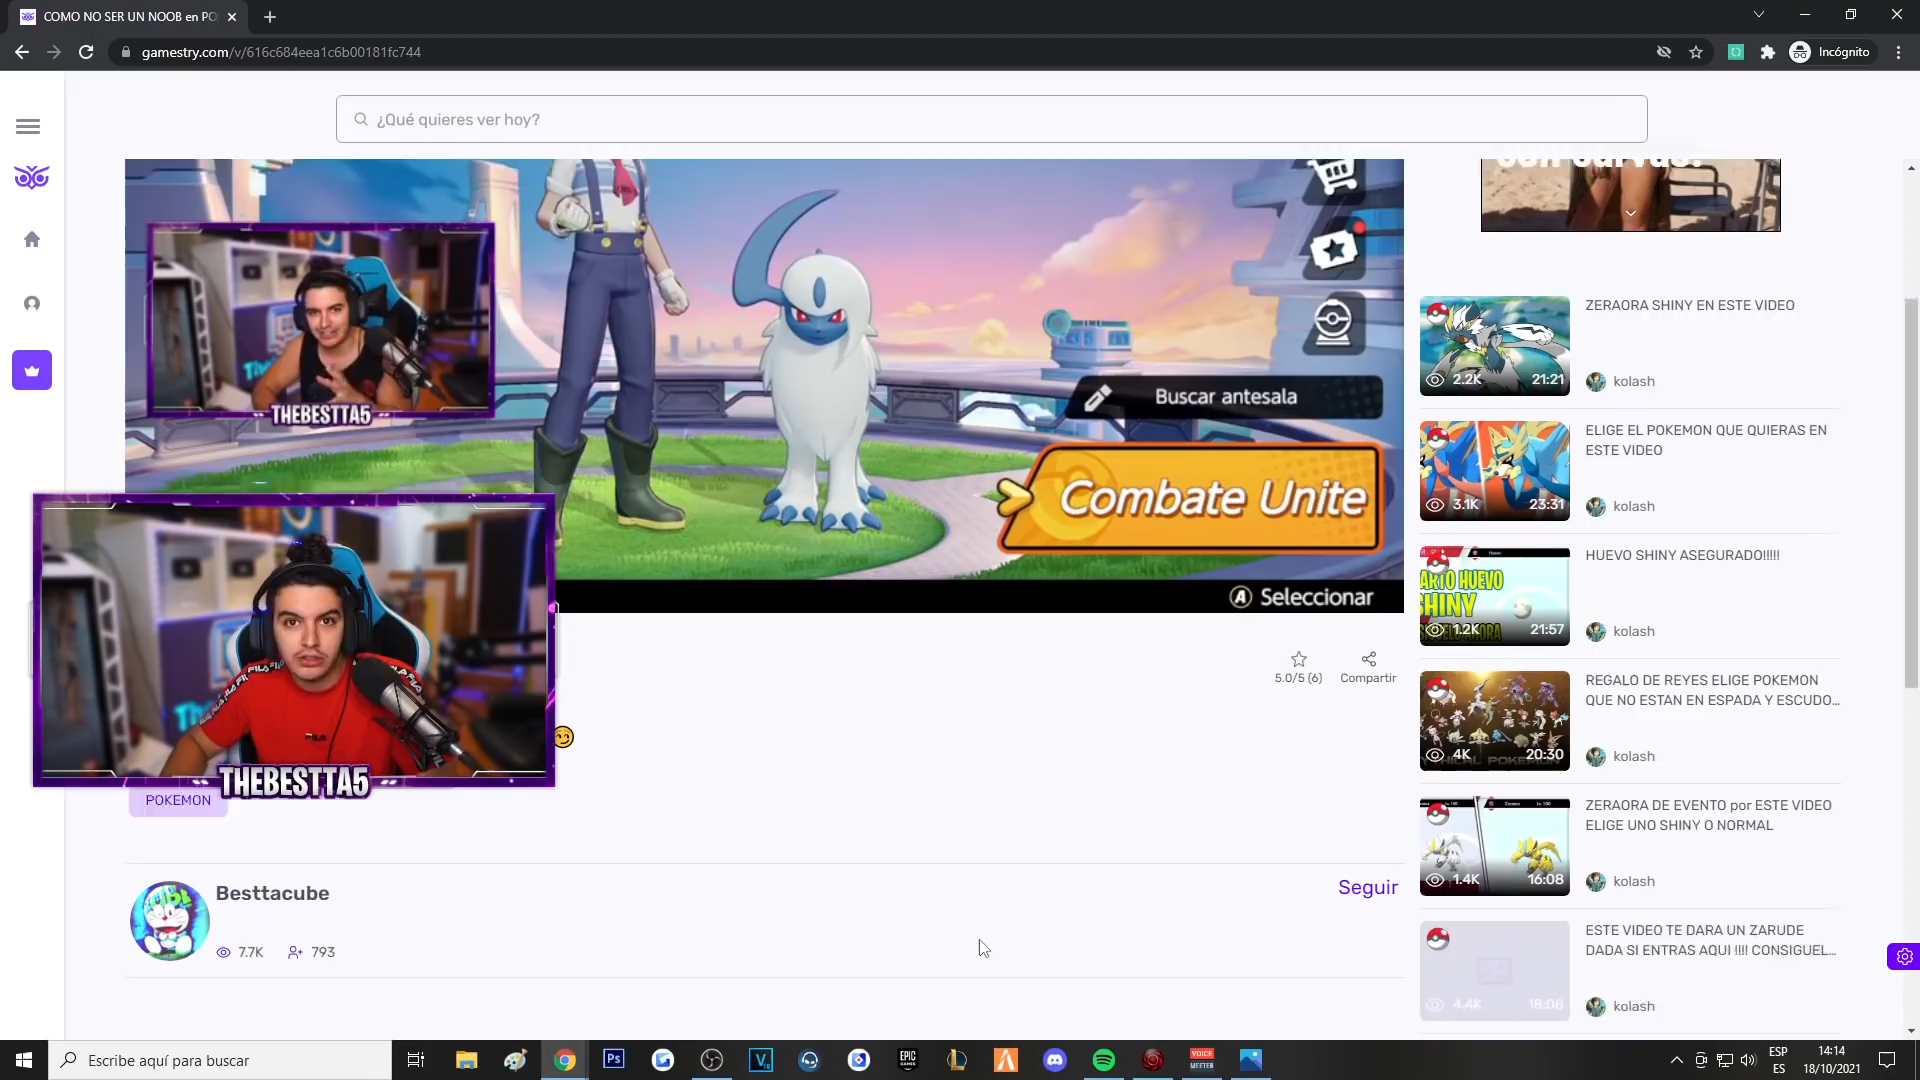 COMO NO SER UN NOOB en PO
gamestry.com/v/616c684eea1c6b00181fc744
Incógnito
¿Qué quieres ver hoy?
THEBESTTA5
Buscar antesala
Combate Unite
Seleccionar
THEBESTTA5
5.0/5 (6)
Compartir
POKEMON
Besttacube
7.7K
793
Seguir
ZERAORA SHINY EN ESTE VIDEO
2.2K
21:21
kolash
ELIGE EL POKEMON QUE QUIERAS EN
ESTE VIDEO
3.1K
23:31
kolash
HUEVO SHINY ASEGURADO!!!!!
SHINY
1.2K
21:57
kolash
REGALO DE REYES ELIGE POKEMON
QUE NO ESTAN EN ESPADA Y ESCUDO...
4K
20:30
kolash
ZERAORA DE EVENTO por ESTE VIDEO
ELIGE UNO SHINY O NORMAL
1.4K
16:08
kolash
ESTE VIDEO TE DARA UN ZARUDE
DADA SI ENTRAS AQUI !!!! CONSIGUEL...
4.4K
18:08
kolash
Escribe aquí para buscar
Ps
EPIC
GAMES
VOICE
MEETER
ESP
ES
14:14
18/10/2021